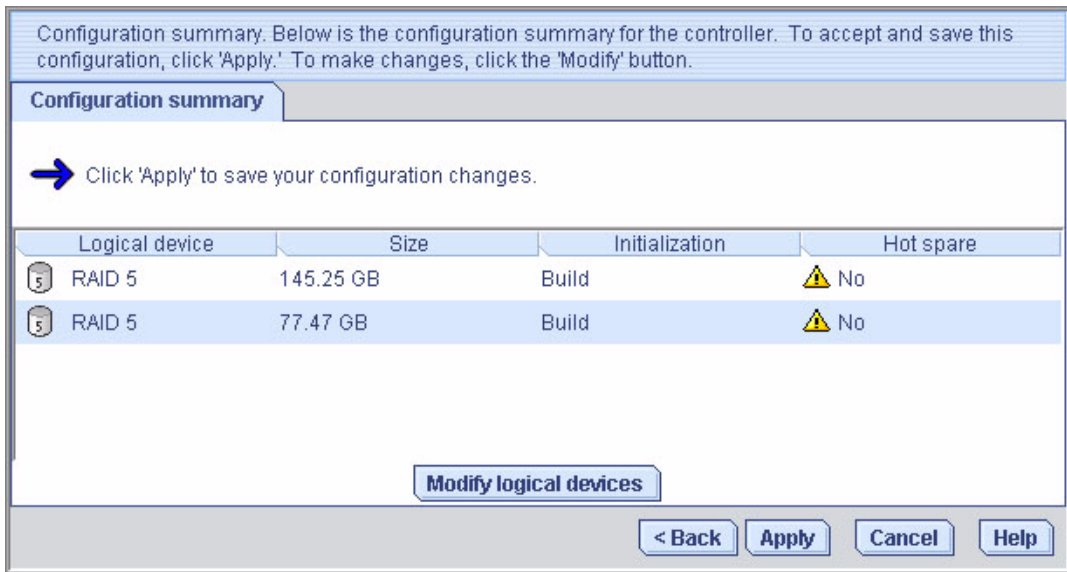 Configuration summary. Below is the configuration summary for the controller. To accept and save this
configuration, click 'Apply.' To make changes, click the 'Modify' button.
Configuration summary
Click 'Apply' to save your configuration changes.
Logical device Size Initialization Hot spare
5 RAID 5 145.25 GB Build No
5 RAID 5 77.47 GB Build No
Modify logical devices
< Back Apply Cancel Help